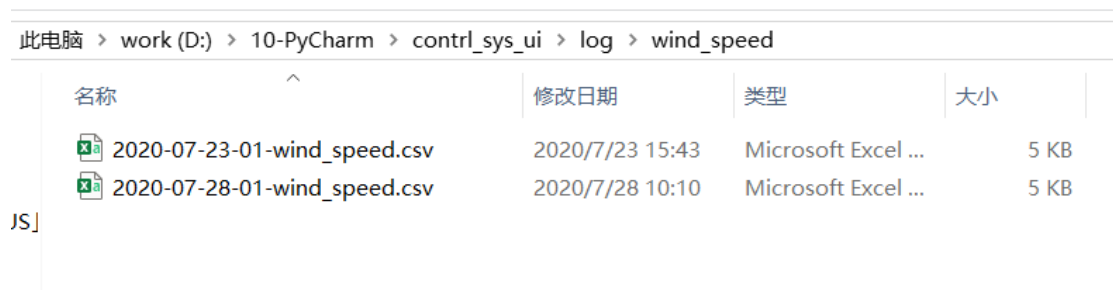 此电脑 > work (D:) > 10-PyCharm > contrl_sys_ui > log > wind_speed
名称 修改日期 类型 大小
2020-07-23-01-wind_speed.csv 2020/7/23 15:43 Microsoft Excel ... 5 KB
2020-07-28-01-wind_speed.csv 2020/7/28 10:10 Microsoft Excel ... 5 KB